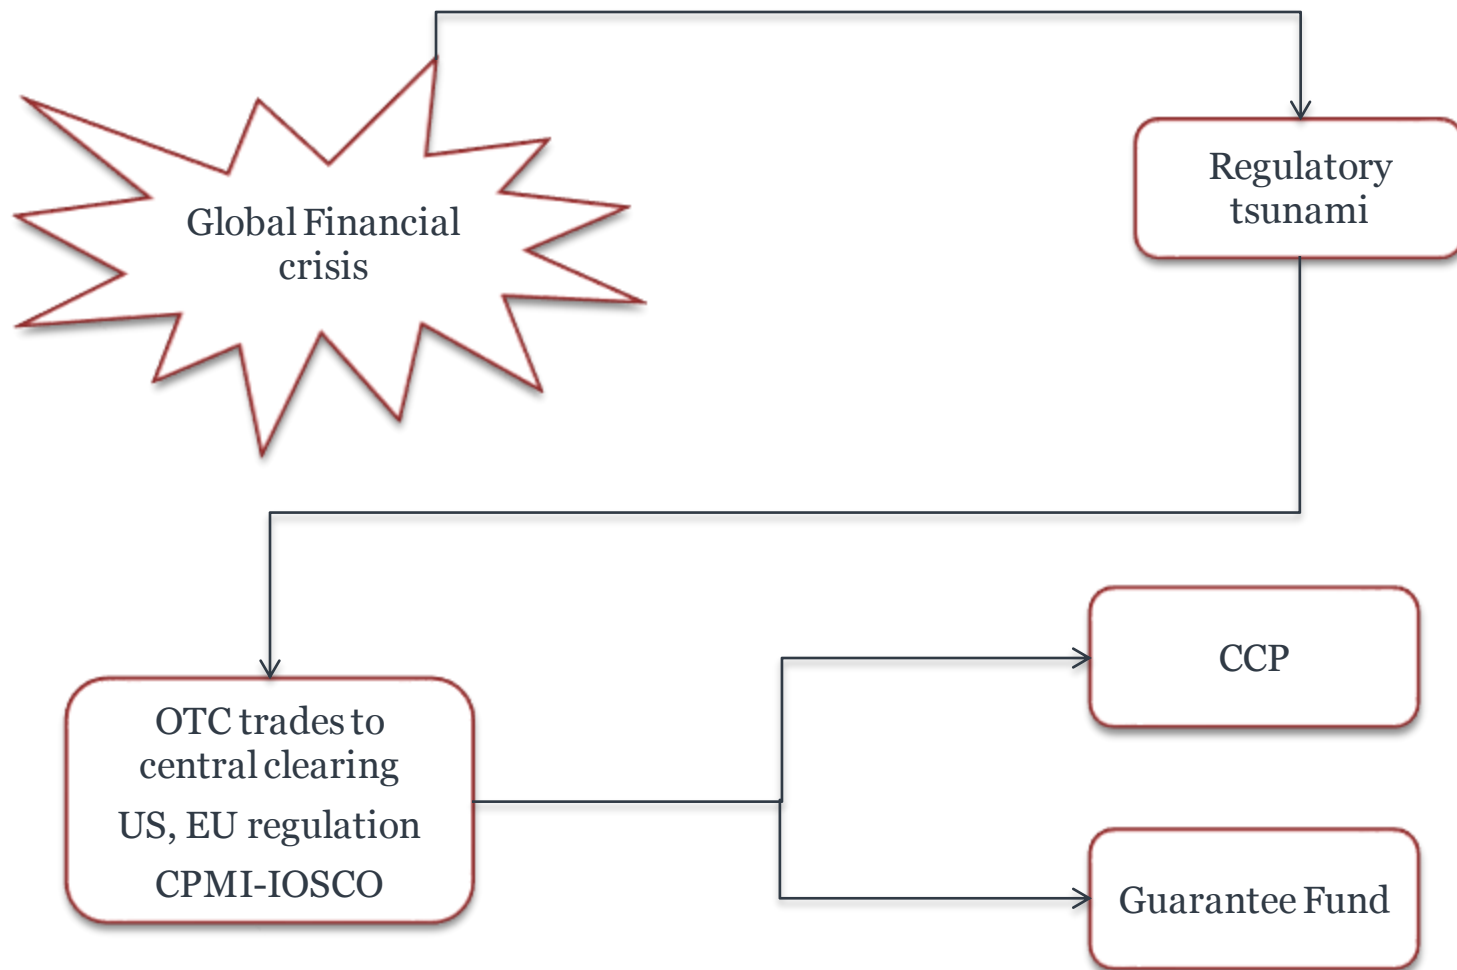 Global Financial
crisis
Regulatory
tsunami
OTC trades to
central clearing
US, EU regulation
CPMI-IOSCO
CCP
Guarantee Fund